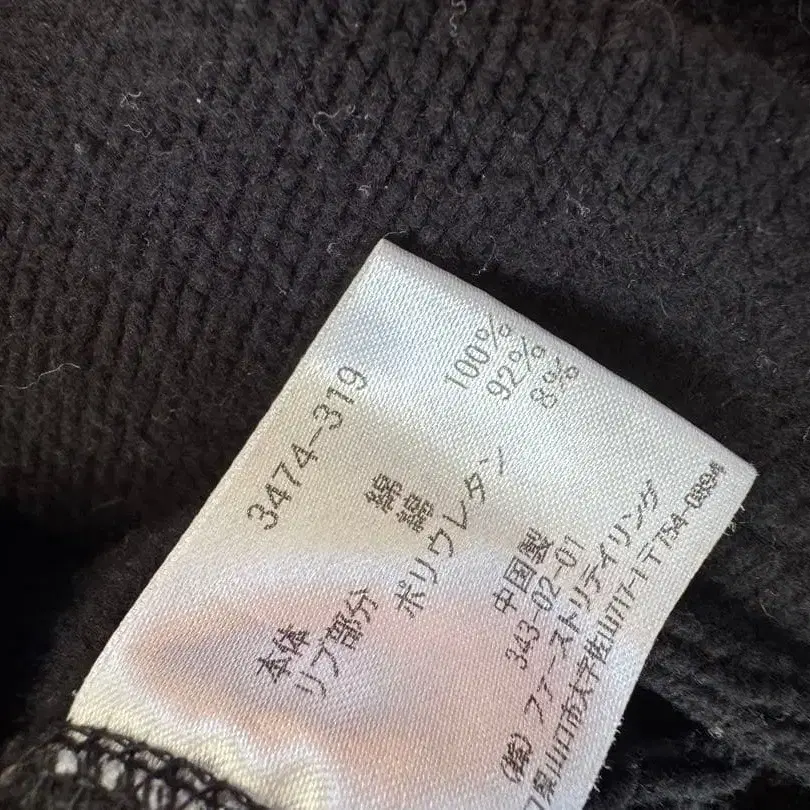 3474-319
本体 綿 100%
リブ部分 綿 92%
ポリウレタン 8%
中国製
343-02-01
(株)ファーストリテイリング
県山口市大字佐山717-1 〒754-0894